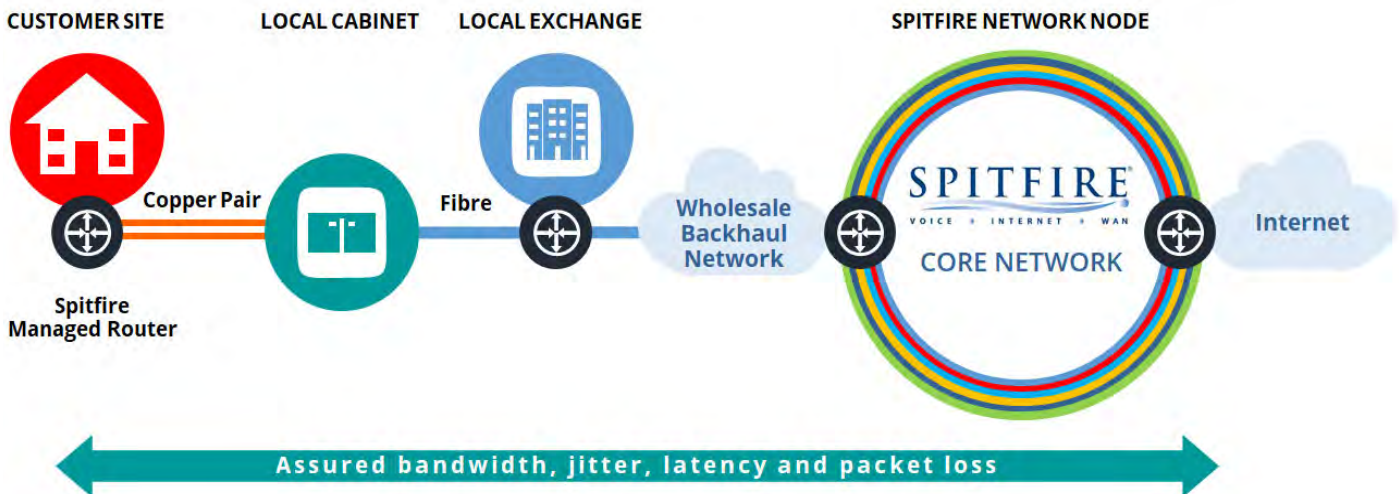 CUSTOMER SITE
LOCAL CABINET
LOCAL EXCHANGE
SPITFIRE NETWORK NODE
Copper Pair
Fibre
Wholesale
Backhaul
Network
SPITFIRE®
VOICE + INTERNET + WAN
CORE NETWORK
Internet
Spitfire
Managed Router
Assured bandwidth, jitter, latency and packet loss